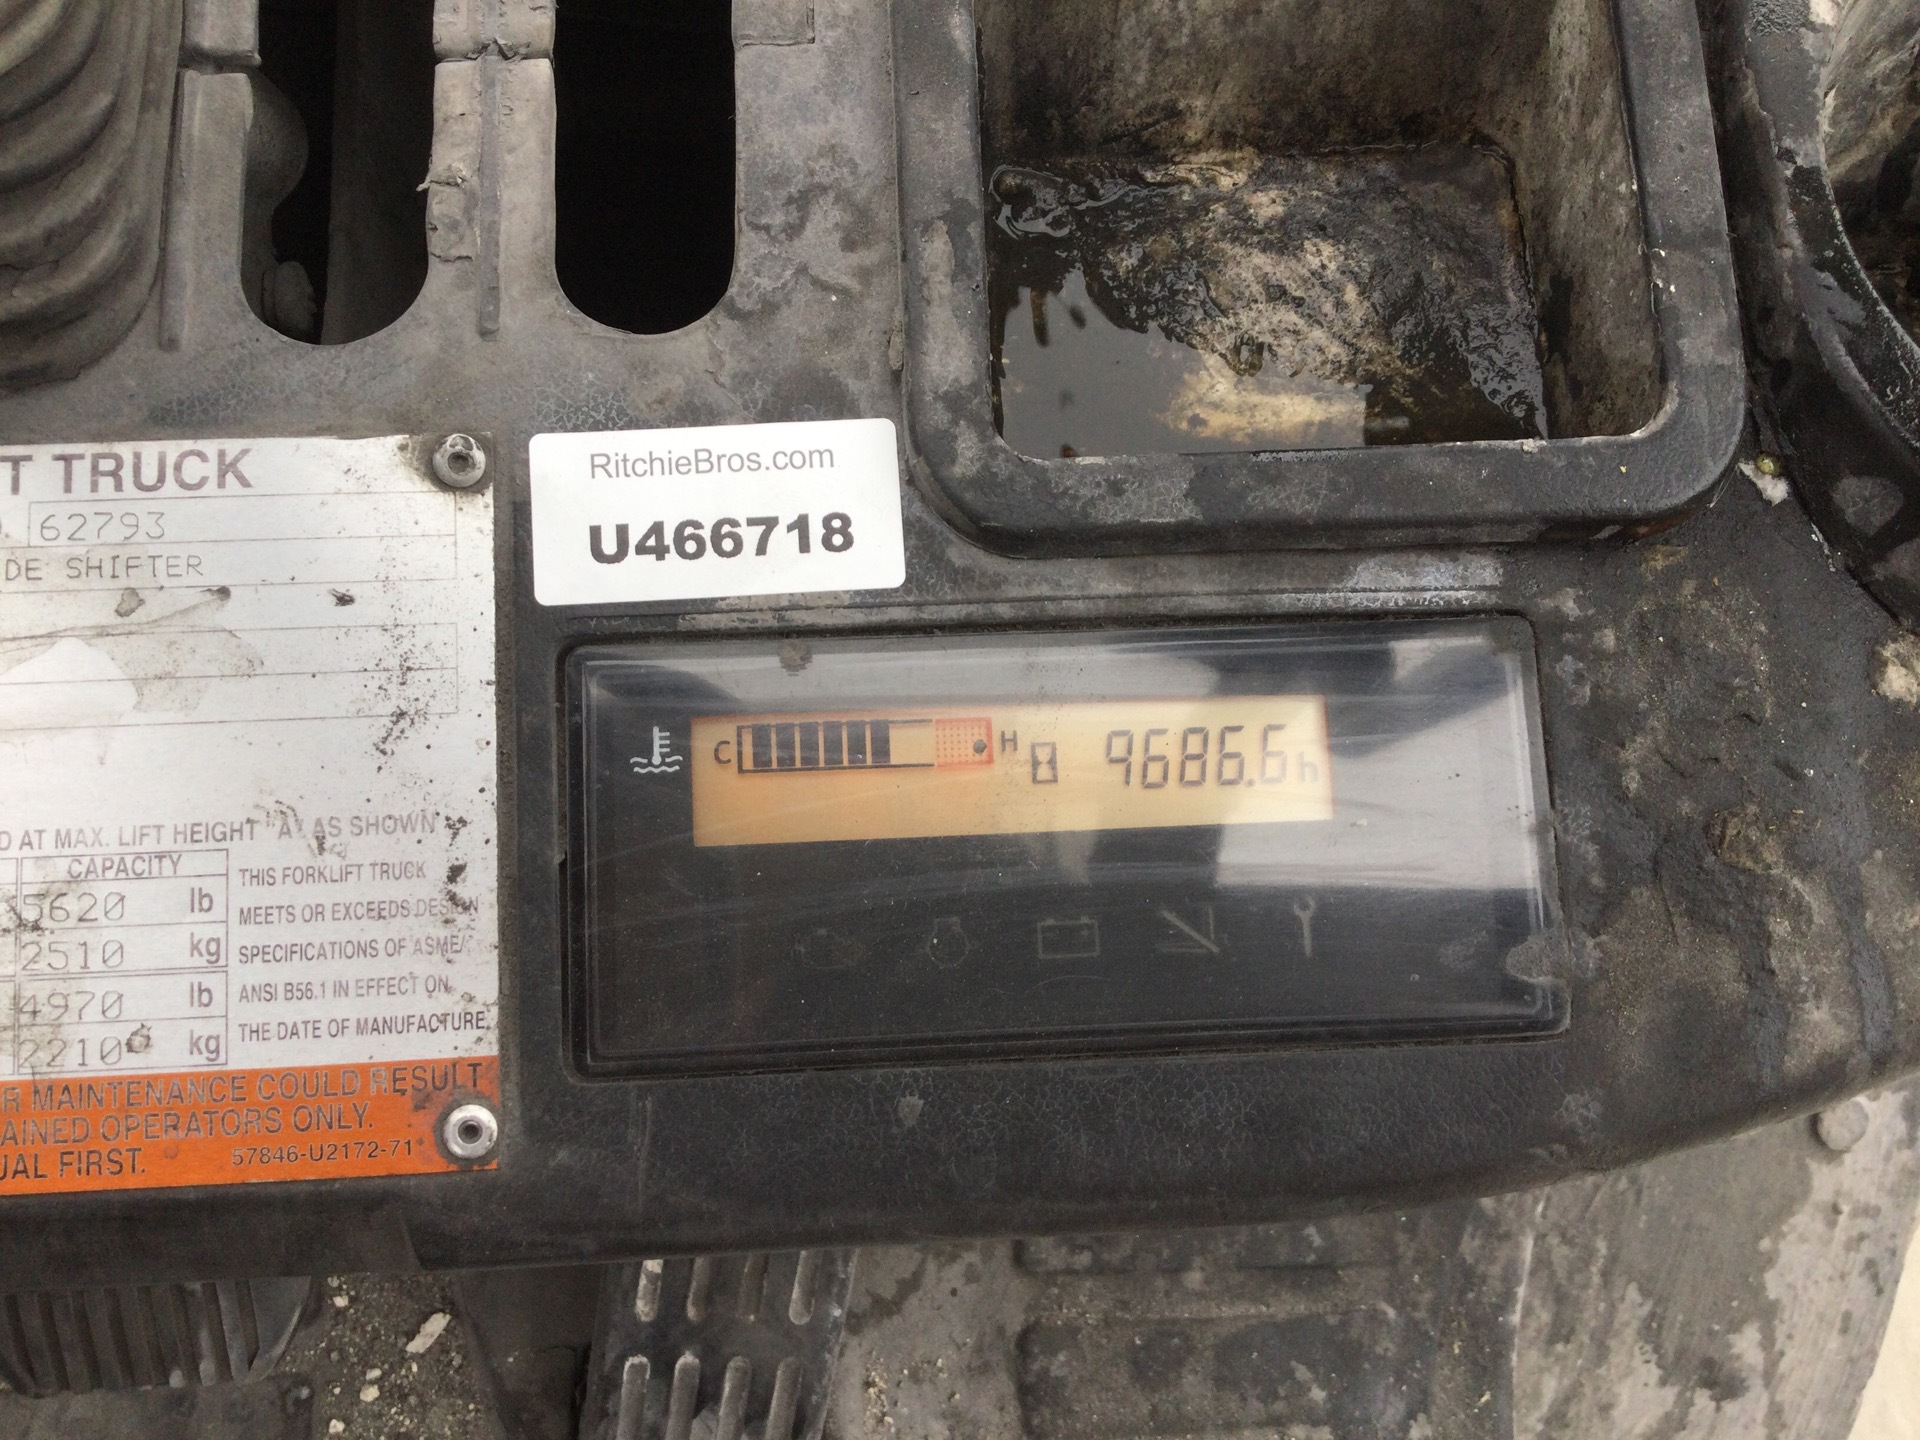 T TRUCK
62793
DE SHIFTER
RitchieBros.com
U466718
C H 9686.6h
D AT MAX. LIFT HEIGHT "A" AS SHOWN
CAPACITY
5620 lb
2510 kg
4970 lb
2210 kg
THIS FORKLIFT TRUCK
MEETS OR EXCEEDS DESIGN
SPECIFICATIONS OF ASME/
ANSI B56.1 IN EFFECT ON
THE DATE OF MANUFACTURE.
R MAINTENANCE COULD RESULT
AINED OPERATORS ONLY.
UAL FIRST. 57846-U2172-71